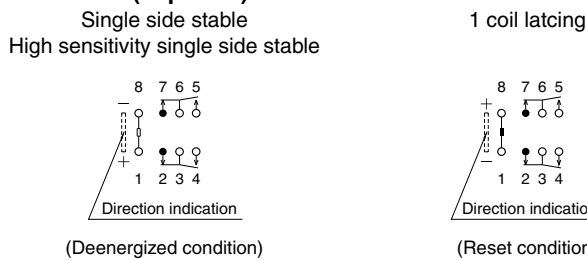 Single side stable
High sensitivity single side stable
8 7 6 5
–
+
1 2 3 4
Direction indication
(Deenergized condition)
1 coil latcing
8 7 6 5
+
–
1 2 3 4
Direction indicatio
(Reset condition